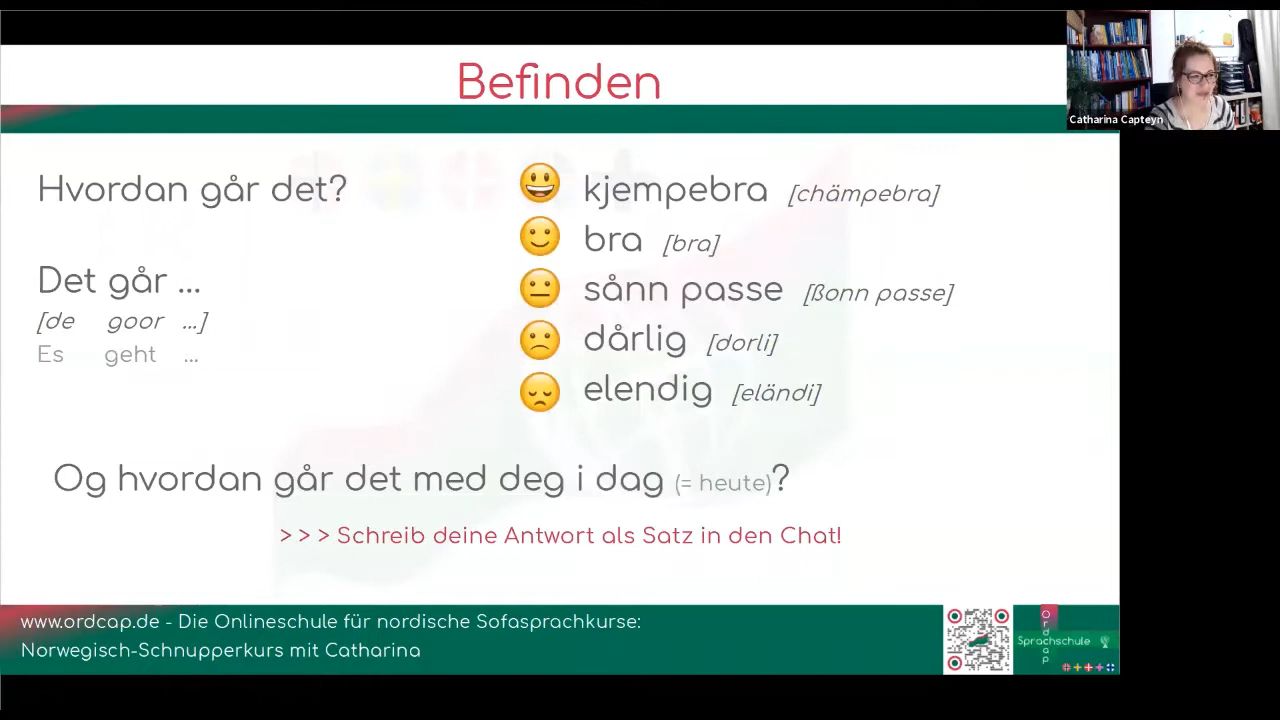 Befinden
Catharina Capteyn
Hvordan går det?
Det går ...
[de goor ...]
Es geht ...
kjempebra [chämpebra]
bra [bra]
sånn passe [ßonn passe]
dårlig [dorli]
elendig [eländi]
Og hvordan går det med deg i dag (= heute)?
> > > Schreib deine Antwort als Satz in den Chat!
www.ordcap.de - Die Onlineschule für nordische Sofasprachkurse:
Norwegisch-Schnupperkurs mit Catharina
Ordcap
Sprachschule